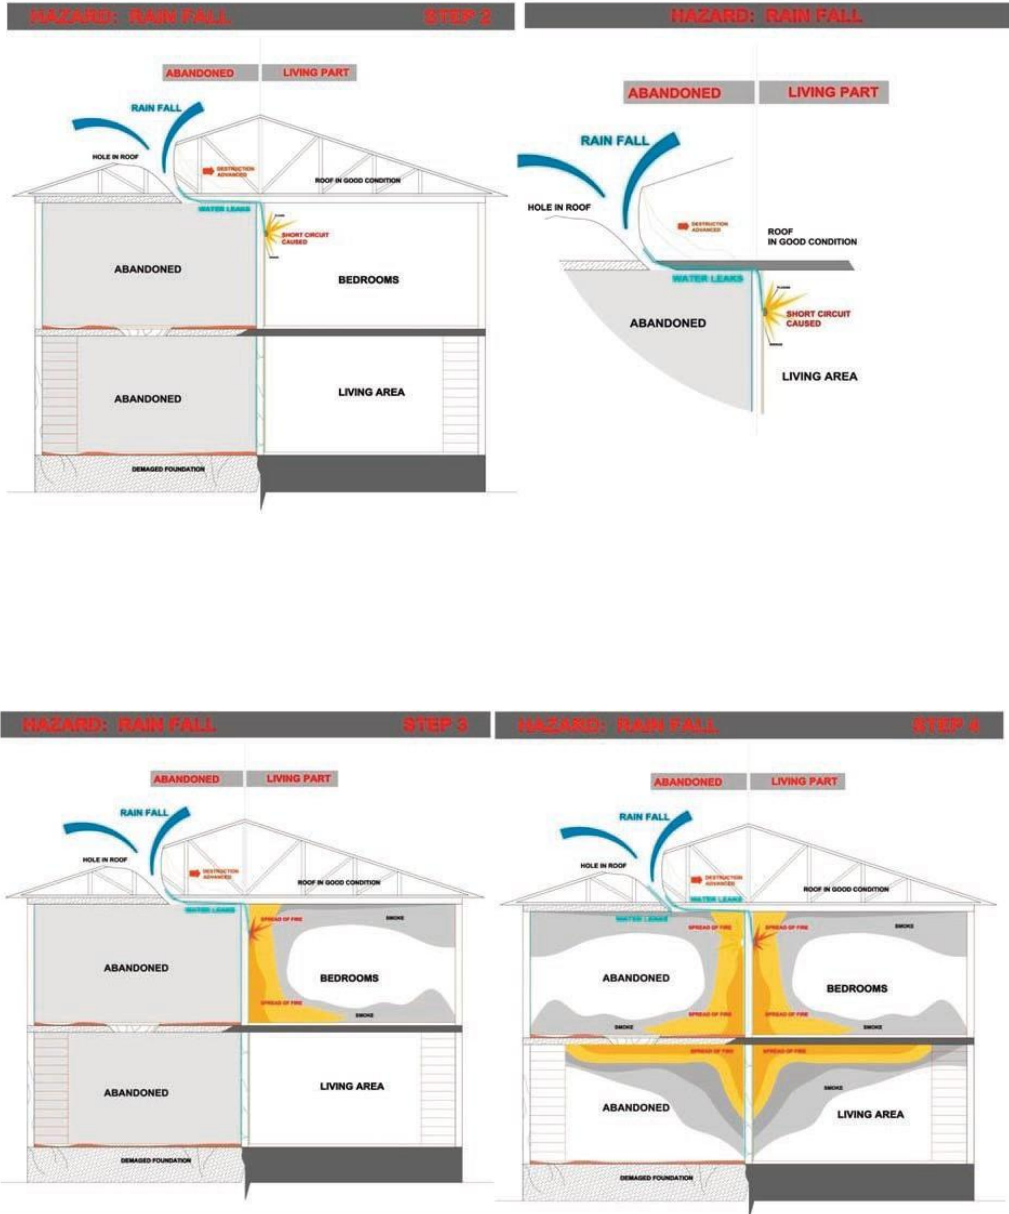 HAZARD: RAIN FALL STEP 2
ABANDONED LIVING PART
RAIN FALL
HOLE IN ROOF
DESTRUCTION
ADVANCED
ROOF IN GOOD CONDITION
WATER LEAKS
SHORT CIRCUIT
CAUSED
ABANDONED
BEDROOMS
ABANDONED
LIVING AREA
DEMAGED FOUNDATION
HAZARD: RAIN FALL
ABANDONED LIVING PART
RAIN FALL
HOLE IN ROOF
DESTRUCTION
ADVANCED
ROOF
IN GOOD CONDITION
WATER LEAKS
SHORT CIRCUIT
CAUSED
ABANDONED
LIVING AREA
HAZARD: RAIN FALL STEP 3
ABANDONED LIVING PART
RAIN FALL
HOLE IN ROOF
DESTRUCTION
ADVANCED
ROOF IN GOOD CONDITION
WATER LEAKS
SPREAD OF FIRE
SMOKE
ABANDONED
BEDROOMS
SPREAD OF FIRE
SMOKE
ABANDONED
LIVING AREA
DEMAGED FOUNDATION
HAZARD: RAIN FALL STEP 4
ABANDONED LIVING PART
RAIN FALL
HOLE IN ROOF
DESTRUCTION
ADVANCED
ROOF IN GOOD CONDITION
WATER LEAKS
WATER LEAKS
SPREAD OF FIRE SPREAD OF FIRE
SMOKE
ABANDONED
BEDROOMS
SPREAD OF FIRE SPREAD OF FIRE
SMOKE SMOKE
SPREAD OF FIRE SPREAD OF FIRE
SMOKE
ABANDONED
LIVING AREA
DEMAGED FOUNDATION